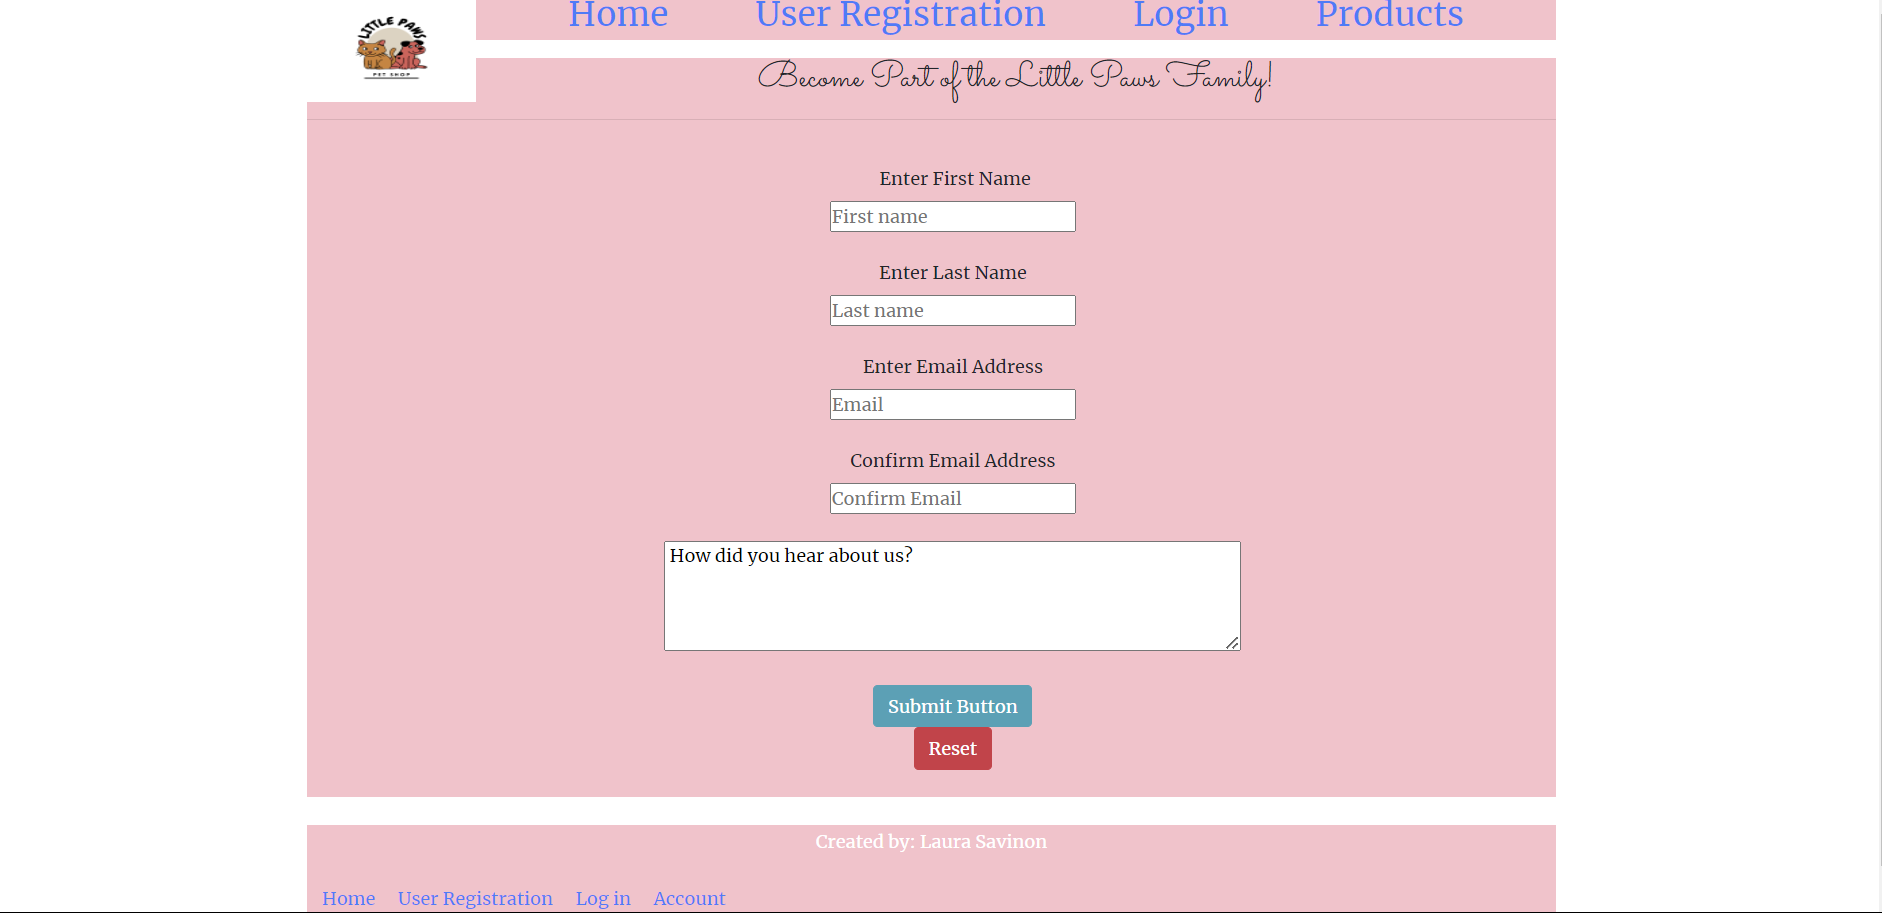 LITTLE PAWS
PET SHOP
Home User Registration Login Products
Become Part of the Little Paws Family!
Enter First Name
First name
Enter Last Name
Last name
Enter Email Address
Email
Confirm Email Address
Confirm Email
How did you hear about us?
Submit Button
Reset
Created by: Laura Savinon
Home User Registration Log in Account